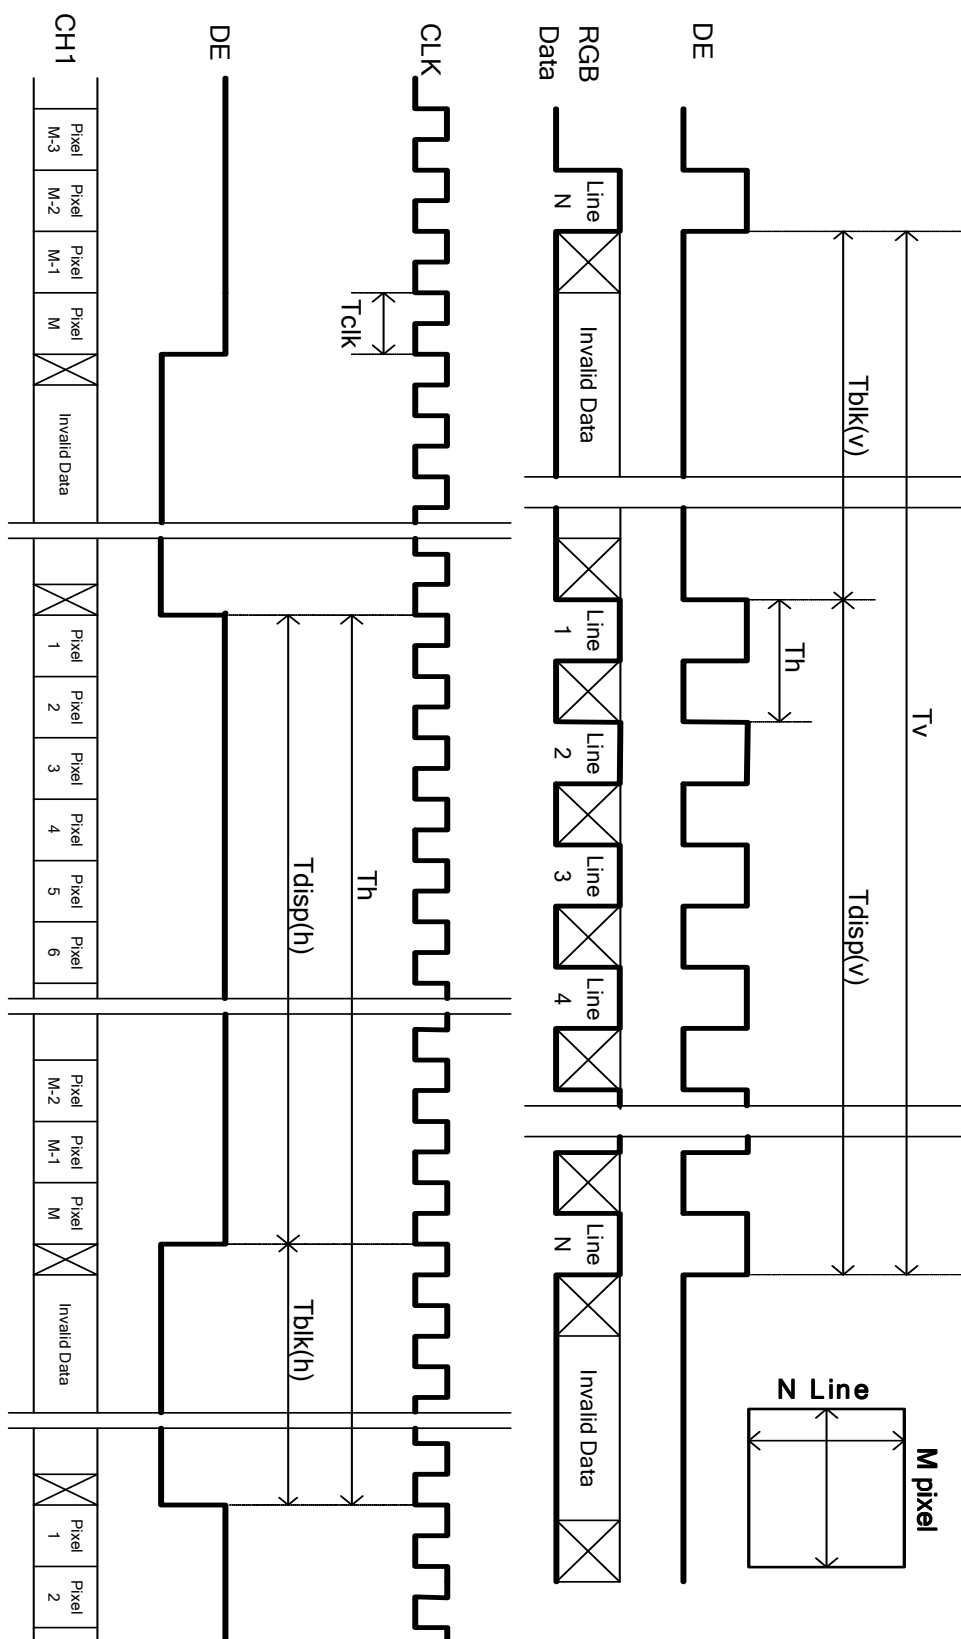 Tv
Tblk(v)
Tdisp(v)
Th
DE
RGB
Data
Line
N
Invalid Data
Line
1
Line
2
Line
3
Line
4
Line
N
Invalid Data
N Line
M pixel
CLK
Tclk
Th
Tdisp(h)
Tblk(h)
DE
CH1
Pixel
M-3
Pixel
M-2
Pixel
M-1
Pixel
M
Invalid Data
Pixel
1
Pixel
2
Pixel
3
Pixel
4
Pixel
5
Pixel
6
Pixel
M-2
Pixel
M-1
Pixel
M
Invalid Data
Pixel
1
Pixel
2